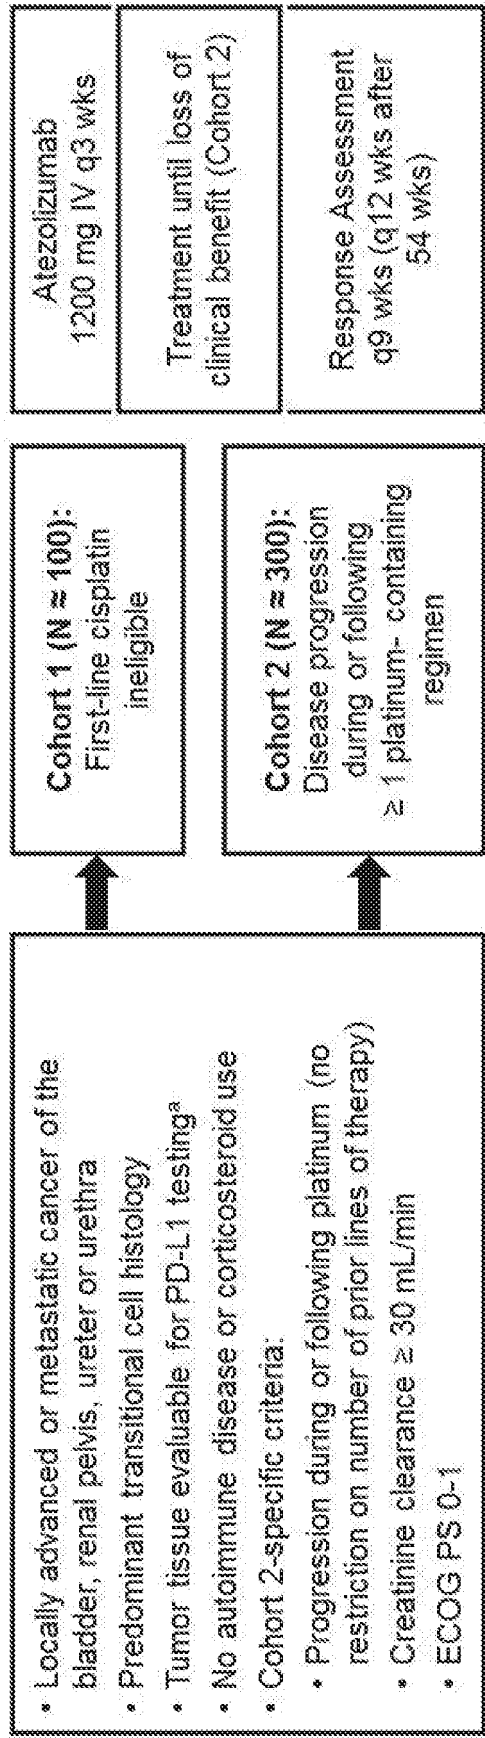 • Locally advanced or metastatic cancer of the
bladder, renal pelvis, ureter or urethra
• Predominant transitional cell histology
• Tumor tissue evaluable for PD-L1 testingᵃ
• No autoimmune disease or corticosteroid use
• Cohort 2-specific criteria:
• Progression during or following platinum (no
restriction on number of prior lines of therapy)
• Creatinine clearance ≥ 30 mL/min
• ECOG PS 0-1
Cohort 1 (N ≈ 100):
First-line cisplatin
ineligible
Cohort 2 (N ≈ 300):
Disease progression
during or following
≥ 1 platinum- containing
regimen
Atezolizumab
1200 mg IV q3 wks
Treatment until loss of
clinical benefit (Cohort 2)
Response Assessment
q9 wks (q12 wks after
54 wks)